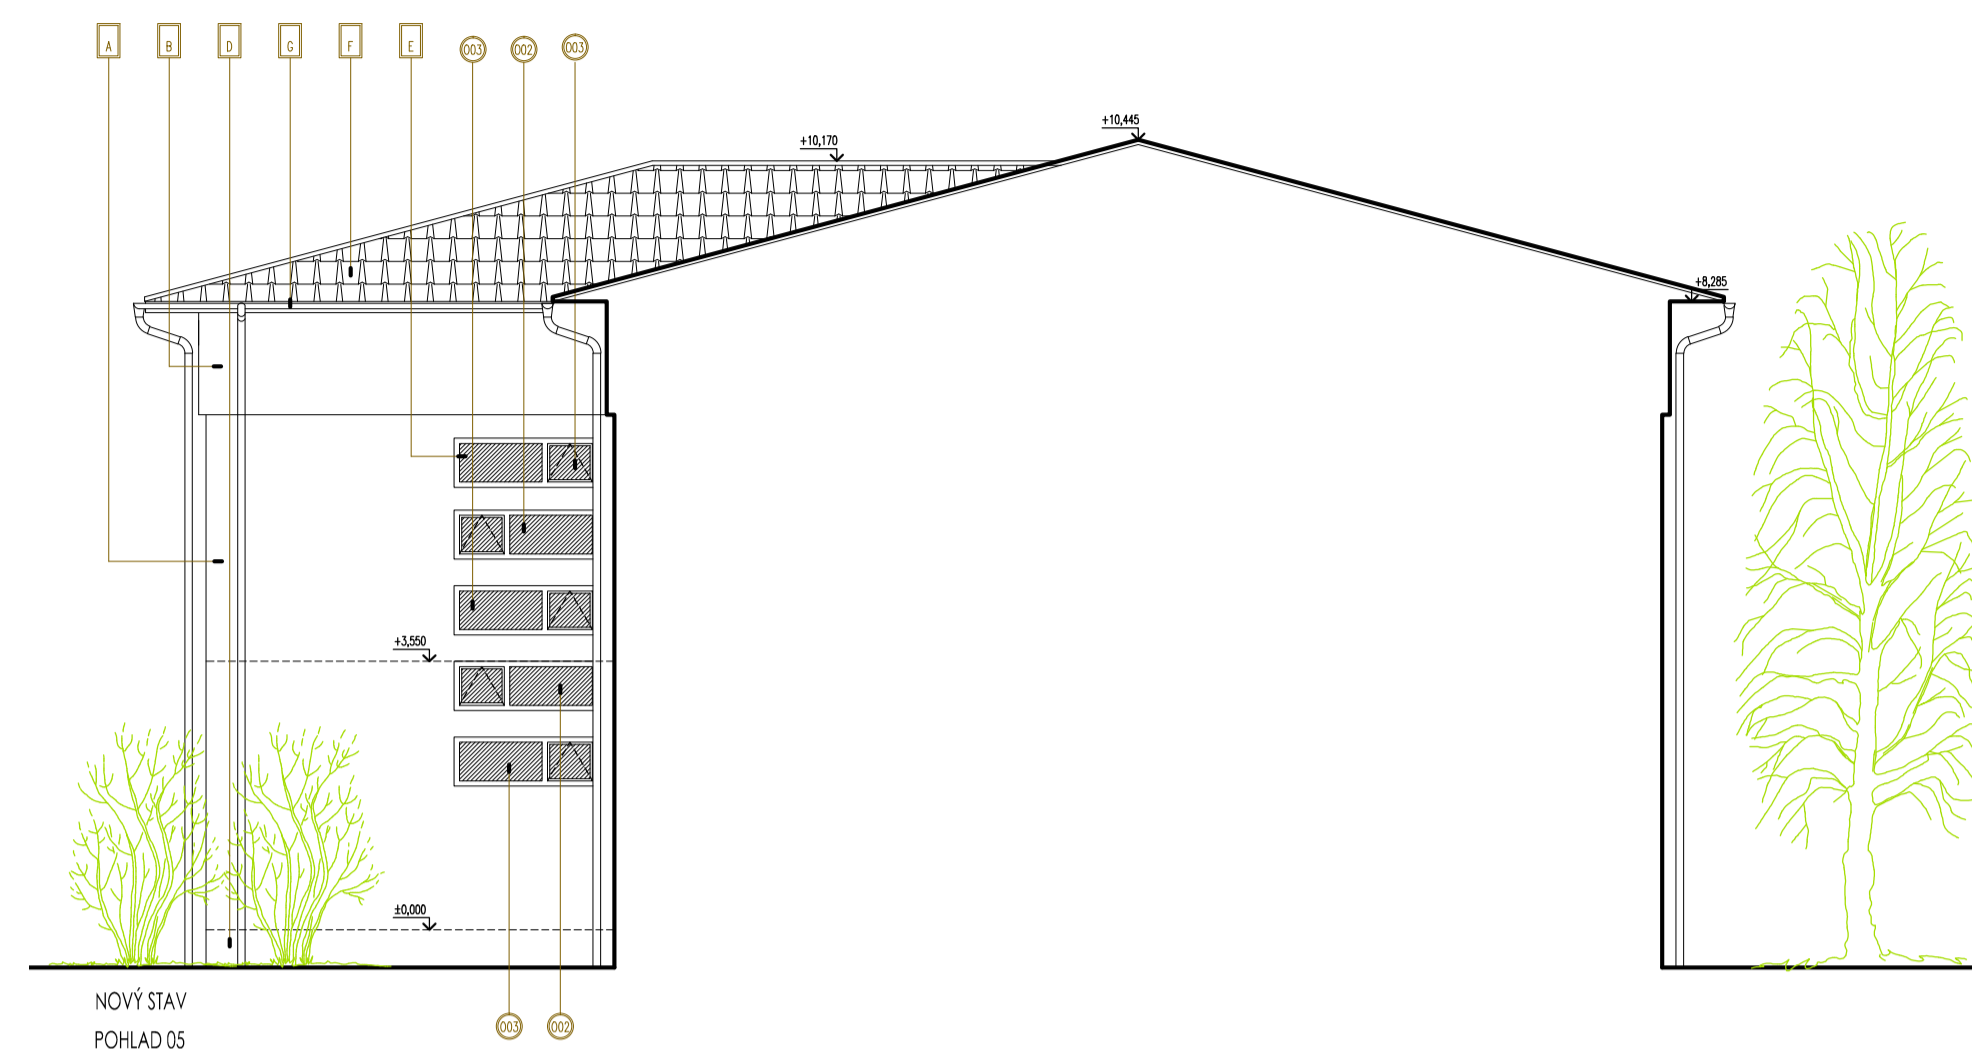 A B D G F E 003 002 003
+10,445
+10,170
+8,285
+3,550
±0,000
NOVÝ STAV
POHLAD 05
003 002